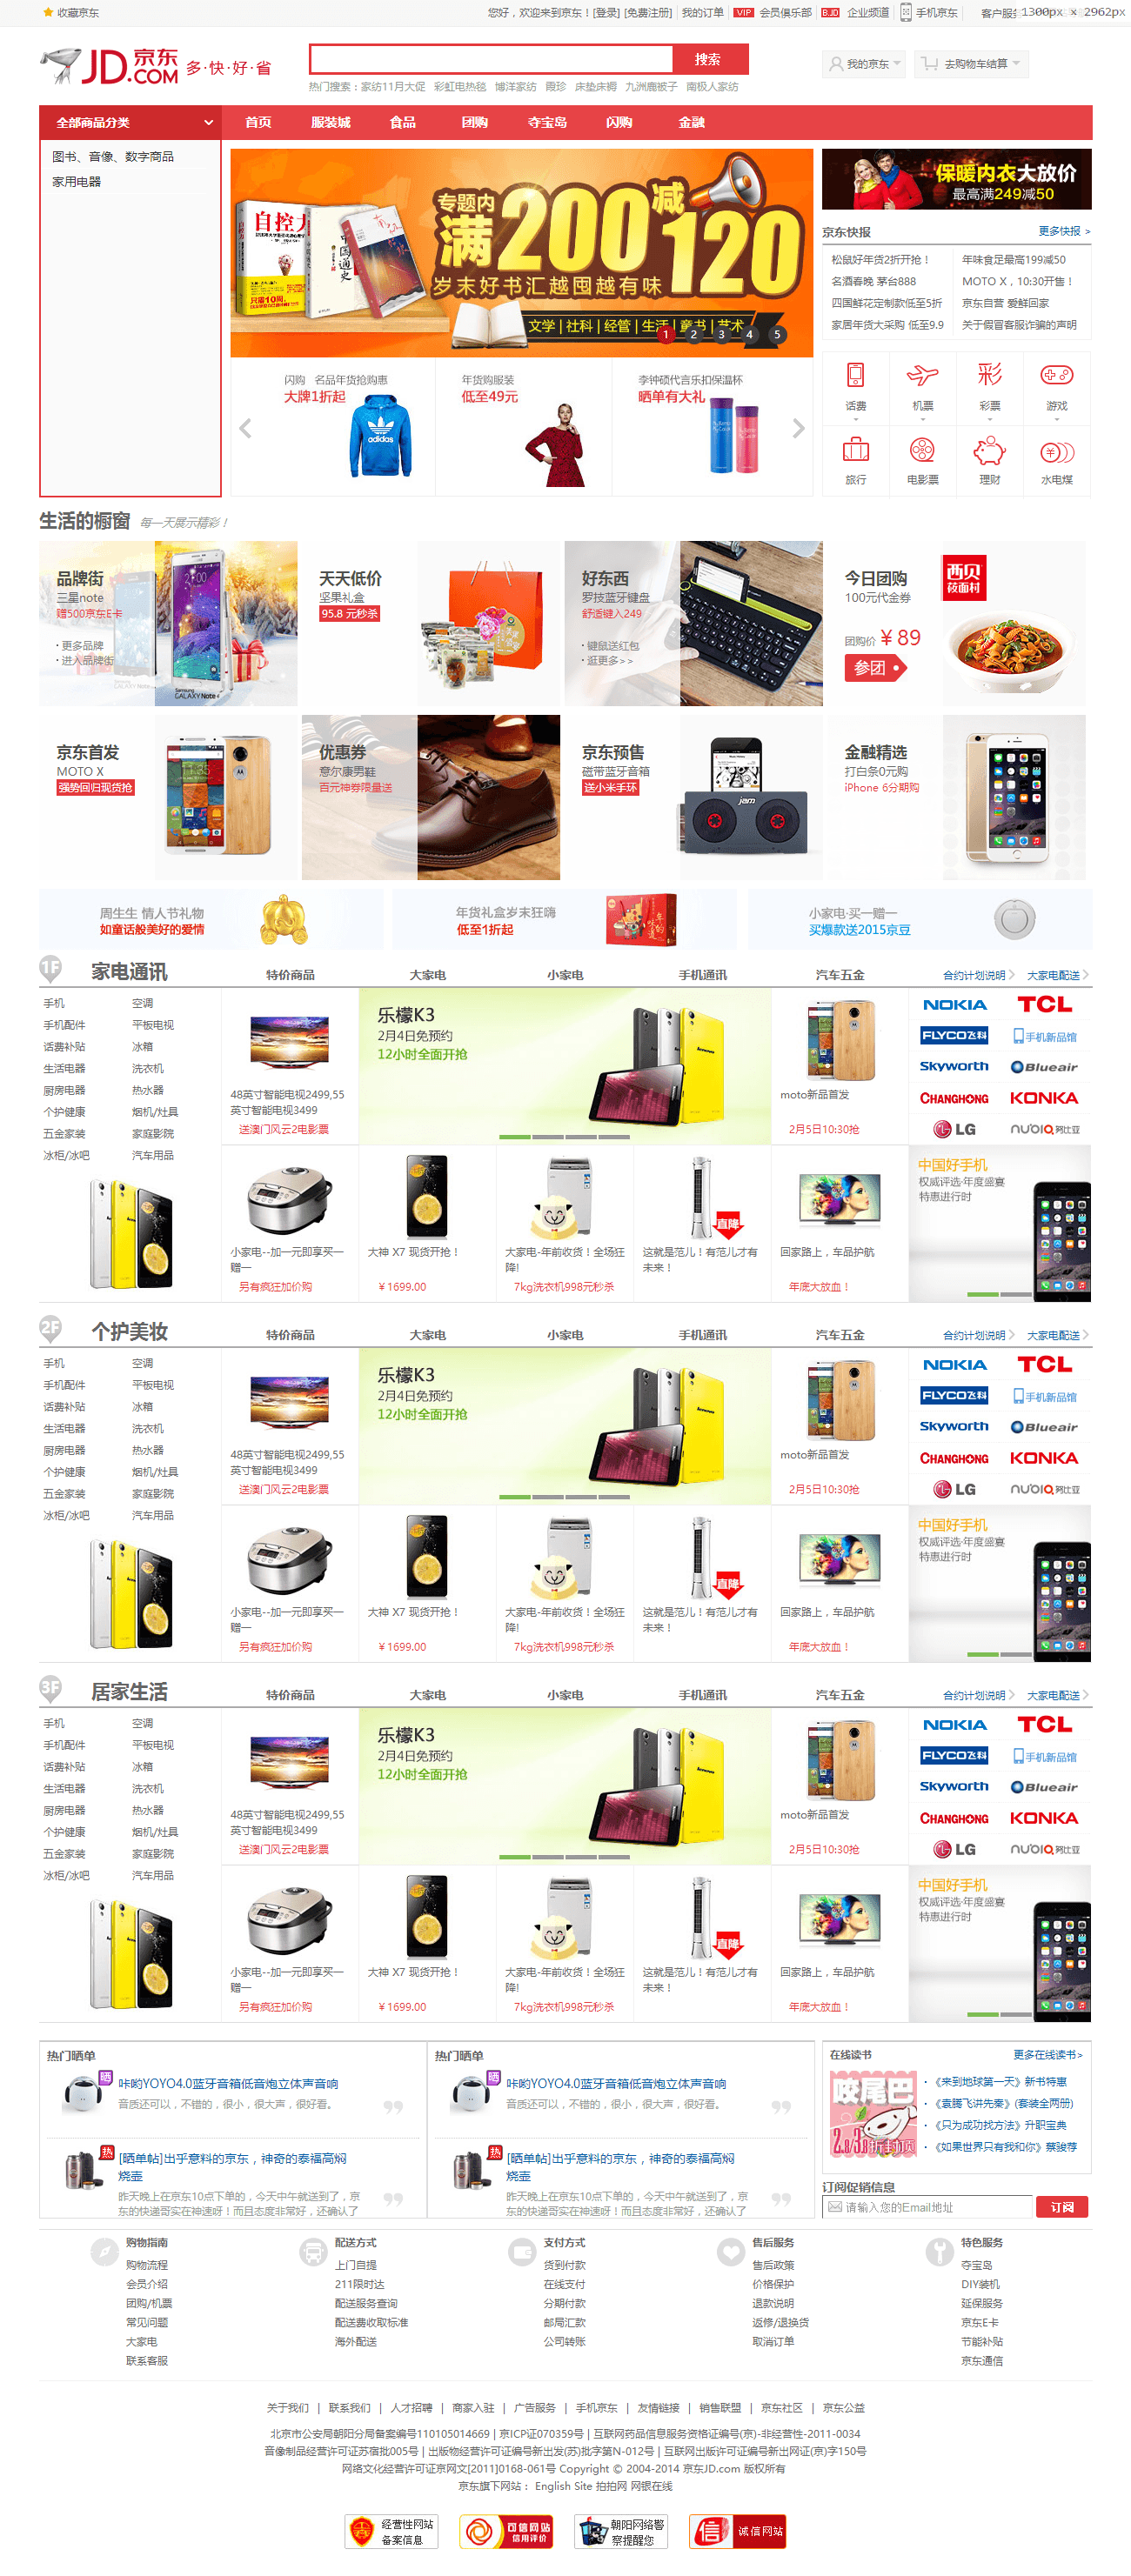 收藏京东
您好，欢迎来到京东！[登录] [免费注册] 我的订单 VIP 会员俱乐部 B.JD 企业频道 手机京东 客户服 1300px × 2962px
JD.COM 京东 多·快·好·省
搜索
我的京东 去购物车结算
热门搜索：家纺11月大促 彩虹电热毯 博洋家纺 霞珍 床垫床褥 九洲鹿被子 南极人家纺
全部商品分类 首页 服装城 食品 团购 夺宝岛 闪购 金融
图书、音像、数字商品
家用电器
自控力
中国通史
只需10周，
专题内 满200减120
岁末好书汇越囤越有味
文学 | 社科 | 经管 | 生活 | 童书 | 艺术
1 2 3 4 5
保暖内衣大放价
最高满249减50
京东快报 更多快报 >
松鼠好年货2折开抢！ 年味食足最高199减50
名酒春晚 茅台888 MOTO X，10:30开售！
四国鲜花定制款低至5折 京东自营 爱鲜回家
家居年货大采购 低至9.9 关于假冒客服诈骗的声明
闪购 名品年货抢购惠
大牌1折起
adidas
年货购服装
低至49元
李钟硕代言乐扣保温杯
晒单有大礼
话费 机票 彩票 游戏
旅行 电影票 理财 水电煤
生活的橱窗 每一天展示精彩！
品牌街
三星note
赠500京东E卡
· 更多品牌
· 进入品牌街
SAMSUNG
GALAXY Note 4
天天低价
坚果礼盒
95.8 元秒杀
好东西
罗技蓝牙键盘
舒适键入249
· 键鼠送红包
· 逛更多>>
今日团购
100元代金券
团购价 ¥ 89
参团
西贝
莜面村
京东首发
MOTO X
强势回归现货抢
优惠券
意尔康男鞋
百元神券限量送
京东预售
磁带蓝牙音箱
送小米手环
jam
金融精选
打白条0元购
iPhone 6分期购
周生生 情人节礼物
如童话般美好的爱情
年货礼盒岁末狂嗨
低至1折起
小家电·买一赠一
买爆款送2015京豆
1F 家电通讯 特价商品 大家电 小家电 手机通讯 汽车五金 合约计划说明 大家电配送
手机 空调
手机配件 平板电视
话费补贴 冰箱
生活电器 洗衣机
厨房电器 热水器
个护健康 烟机/灶具
五金家装 家庭影院
冰柜/冰吧 汽车用品
48英寸智能电视2499,55
英寸智能电视3499
送澳门风云2电影票
乐檬K3
2月4日免预约
12小时全面开抢
moto新品首发
2月5日10:30抢
NOKIA TCL
FLYCO飞科 手机新品馆
Skyworth Blueair
CHANGHONG KONKA
LG nubia努比亚
小家电--加一元即享买一
赠一
另有疯狂加价购
大神 X7 现货开抢！
¥ 1699.00
大家电-年前收货！全场狂
降!
7kg洗衣机998元秒杀
直降
这就是范儿！有范儿才有
未来！
回家路上，车品护航
年底大放血！
中国好手机
权威评选·年度盛宴
特惠进行时
2F 个护美妆 特价商品 大家电 小家电 手机通讯 汽车五金 合约计划说明 大家电配送
手机 空调
手机配件 平板电视
话费补贴 冰箱
生活电器 洗衣机
厨房电器 热水器
个护健康 烟机/灶具
五金家装 家庭影院
冰柜/冰吧 汽车用品
48英寸智能电视2499,55
英寸智能电视3499
送澳门风云2电影票
乐檬K3
2月4日免预约
12小时全面开抢
moto新品首发
2月5日10:30抢
NOKIA TCL
FLYCO飞科 手机新品馆
Skyworth Blueair
CHANGHONG KONKA
LG nubia努比亚
小家电--加一元即享买一
赠一
另有疯狂加价购
大神 X7 现货开抢！
¥ 1699.00
大家电-年前收货！全场狂
降!
7kg洗衣机998元秒杀
直降
这就是范儿！有范儿才有
未来！
回家路上，车品护航
年底大放血！
中国好手机
权威评选·年度盛宴
特惠进行时
3F 居家生活 特价商品 大家电 小家电 手机通讯 汽车五金 合约计划说明 大家电配送
手机 空调
手机配件 平板电视
话费补贴 冰箱
生活电器 洗衣机
厨房电器 热水器
个护健康 烟机/灶具
五金家装 家庭影院
冰柜/冰吧 汽车用品
48英寸智能电视2499,55
英寸智能电视3499
送澳门风云2电影票
乐檬K3
2月4日免预约
12小时全面开抢
moto新品首发
2月5日10:30抢
NOKIA TCL
FLYCO飞科 手机新品馆
Skyworth Blueair
CHANGHONG KONKA
LG nubia努比亚
小家电--加一元即享买一
赠一
另有疯狂加价购
大神 X7 现货开抢！
¥ 1699.00
大家电-年前收货！全场狂
降!
7kg洗衣机998元秒杀
直降
这就是范儿！有范儿才有
未来！
回家路上，车品护航
年底大放血！
中国好手机
权威评选·年度盛宴
特惠进行时
热门晒单
晒
咔哟YOYO4.0蓝牙音箱低音炮立体声音响
音质还可以，不错的，很小，很大声，很好看。
热
[晒单帖]出乎意料的京东，神奇的泰福高焖
烧壶
昨天晚上在京东10点下单的，今天中午就送到了，京
东的快递哥实在神速呀！而且态度非常好，还确认了
热门晒单
晒
咔哟YOYO4.0蓝牙音箱低音炮立体声音响
音质还可以，不错的，很小，很大声，很好看。
热
[晒单帖]出乎意料的京东，神奇的泰福高焖
烧壶
昨天晚上在京东10点下单的，今天中午就送到了，京
东的快递哥实在神速呀！而且态度非常好，还确认了
在线读书 更多在线读书>
咬尾巴
· 《来到地球第一天》新书特惠
· 《袁腾飞讲先秦》(套装全两册)
· 《只为成功找方法》升职宝典
· 《如果世界只有我和你》蔡骏荐
订阅促销信息
请输入您的Email地址 订阅
购物指南
购物流程
会员介绍
团购/机票
常见问题
大家电
联系客服
配送方式
上门自提
211限时达
配送服务查询
配送费收取标准
海外配送
支付方式
货到付款
在线支付
分期付款
邮局汇款
公司转账
售后服务
售后政策
价格保护
退款说明
返修/退换货
取消订单
特色服务
夺宝岛
DIY装机
延保服务
京东E卡
节能补贴
京东通信
关于我们 | 联系我们 | 人才招聘 | 商家入驻 | 广告服务 | 手机京东 | 友情链接 | 销售联盟 | 京东社区 | 京东公益
北京市公安局朝阳分局备案编号110105014669 | 京ICP证070359号 | 互联网药品信息服务资格证编号(京)-非经营性-2011-0034
音像制品经营许可证苏宿批005号 | 出版物经营许可证编号新出发(苏)批字第N-012号 | 互联网出版许可证编号新出网证(京)字150号
网络文化经营许可证京网文[2011]0168-061号 Copyright © 2004-2014 京东JD.com 版权所有
京东旗下网站： English Site 拍拍网 网银在线
经营性网站
备案信息
可信网站
信用评价
朝阳网络警
察提醒您
信 诚信网站